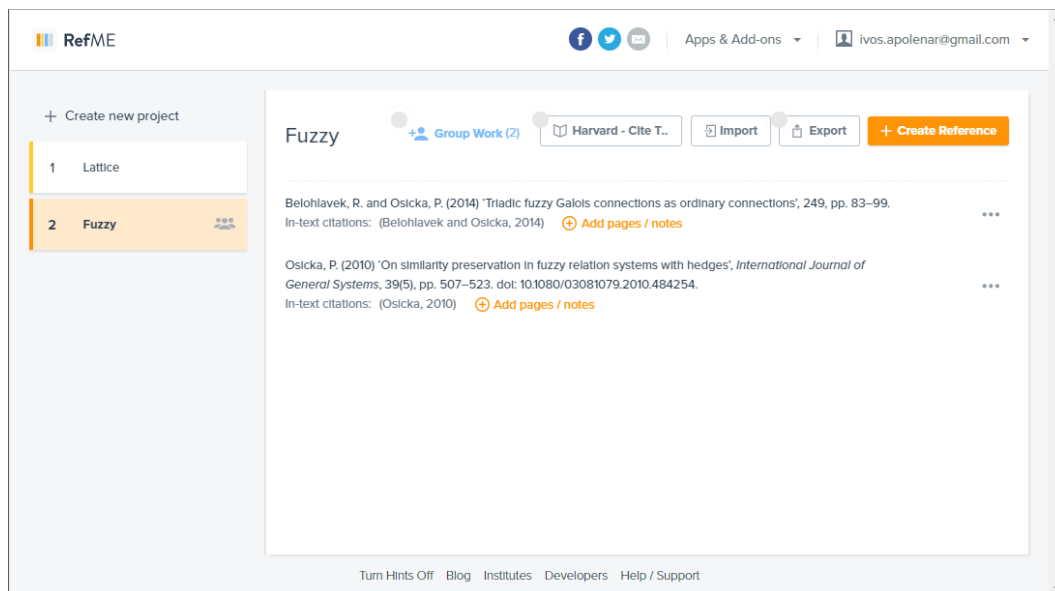 RefME
Apps & Add-ons
ivos.apolenar@gmail.com
+ Create new project
1 Lattice
2 Fuzzy
Fuzzy
Group Work (2)
Harvard - Cite T..
Import
Export
+ Create Reference
Belohlavek, R. and Osicka, P. (2014) 'Triadic fuzzy Galois connections as ordinary connections', 249, pp. 83–99.
In-text citations: (Belohlavek and Osicka, 2014) Add pages / notes
Osicka, P. (2010) 'On similarity preservation in fuzzy relation systems with hedges', International Journal of
General Systems, 39(5), pp. 507–523. doi: 10.1080/03081079.2010.484254.
In-text citations: (Osicka, 2010) Add pages / notes
Turn Hints Off Blog Institutes Developers Help / Support